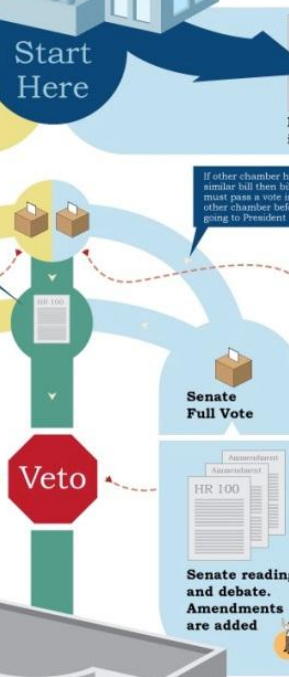 Start
Here
If other chamber h
similar bill then bi
must pass a vote i
other chamber bef
going to President
HR 100
Senate
Full Vote
Veto
Amendment
Amendment
HR 100
Senate reading
and debate.
Amendments
are added